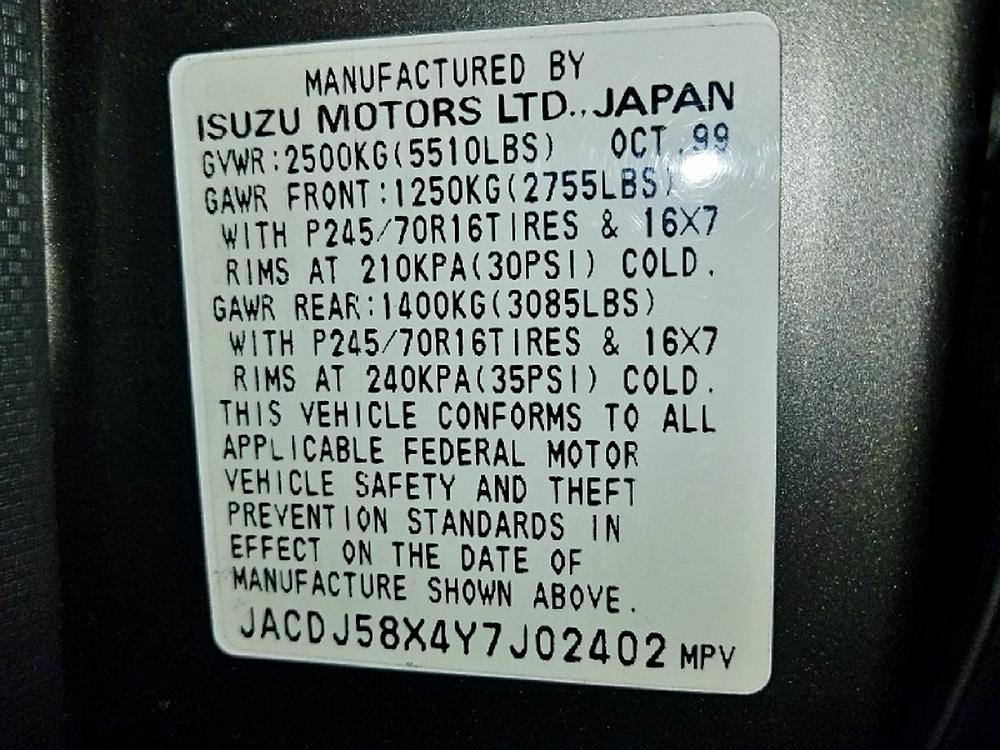 MANUFACTURED BY
ISUZU MOTORS LTD., JAPAN
GVWR:2500KG(5510LBS) OCT.99
GAWR FRONT:1250KG(2755LBS)
WITH P245/70R16TIRES & 16X7
RIMS AT 210KPA(30PSI) COLD.
GAWR REAR:1400KG(3085LBS)
WITH P245/70R16TIRES & 16X7
RIMS AT 240KPA(35PSI) COLD.
THIS VEHICLE CONFORMS TO ALL
APPLICABLE FEDERAL MOTOR
VEHICLE SAFETY AND THEFT
PREVENTION STANDARDS IN
EFFECT ON THE DATE OF
MANUFACTURE SHOWN ABOVE.
JACDJ58X4Y7J02402 MPV